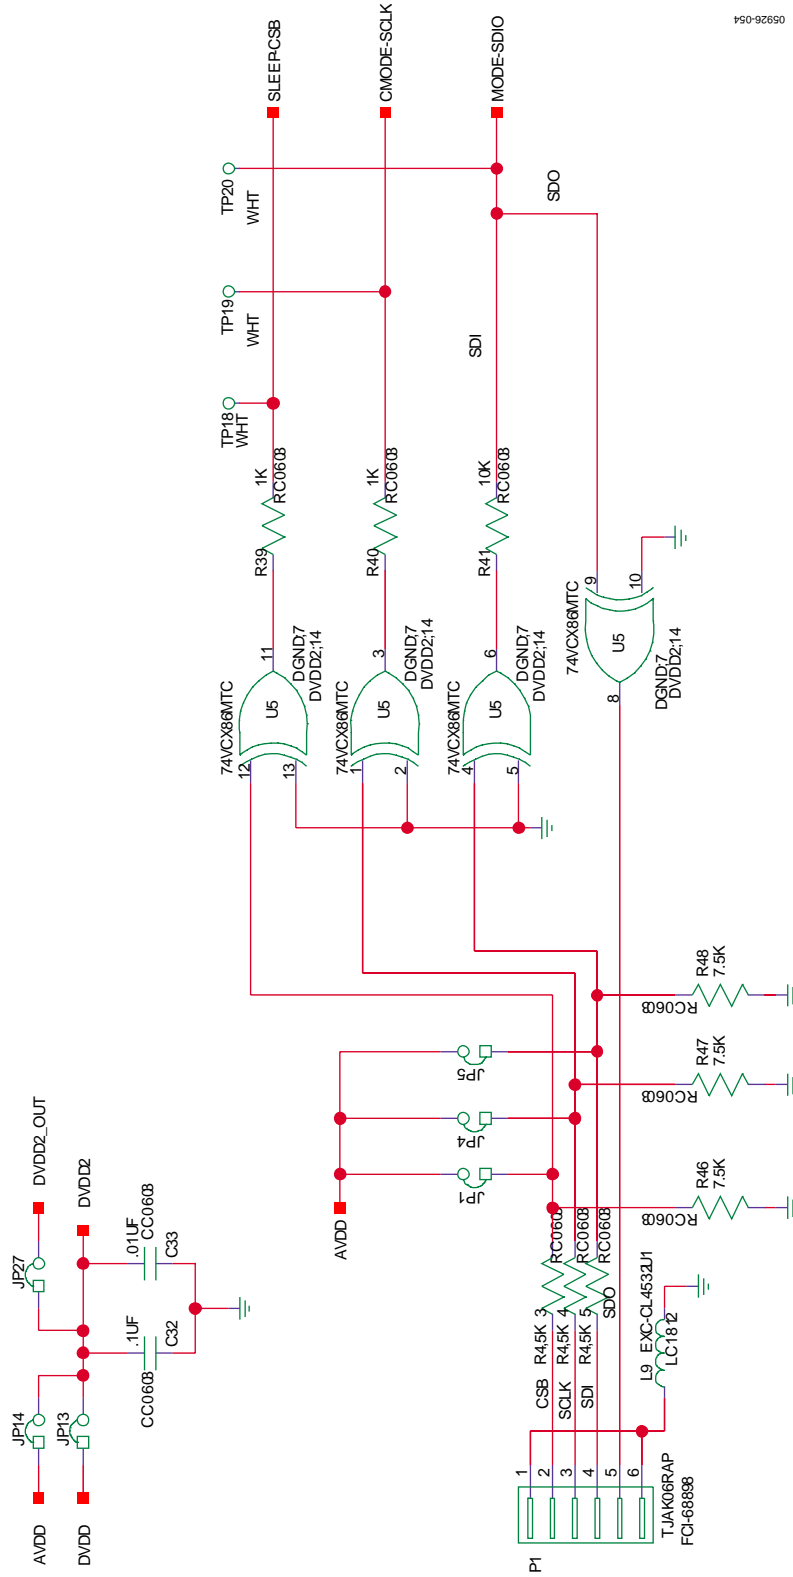 AVDD
JP14
JP27
DVDD2_OUT
DVDD
JP13
DVDD2
CC0603
.1UF
C32
.01UF
CC0603
C33
SLEEP-CSB
TP18
WHT
TP19
WHT
TP20
WHT
74VCX86MTC
12
13
U5
11
DGND;7
DVDD2;14
R39
1K
RC0603
CMODE-SCLK
AVDD
74VCX86MTC
1
2
U5
3
DGND;7
DVDD2;14
R40
1K
RC0603
MODE-SDIO
JP1
JP4
JP5
74VCX86MTC
4
5
U5
6
DGND;7
DVDD2;14
R41
10K
RC0603
SDI
SDO
P1
1
2
3
4
5
6
TJAK06RAP
FCI-68898
CSB
SCLK
SDI
SDO
R4,5K 3
RC0603
R4,5K 4
RC0603
R4,5K 5
RC0603
74VCX86MTC
8
U5
9
10
DGND;7
DVDD2;14
L9
EXC-CL4532U1
LC1812
RC0603
R46
7.5K
RC0603
R47
7.5K
RC0603
R48
7.5K
05926-054